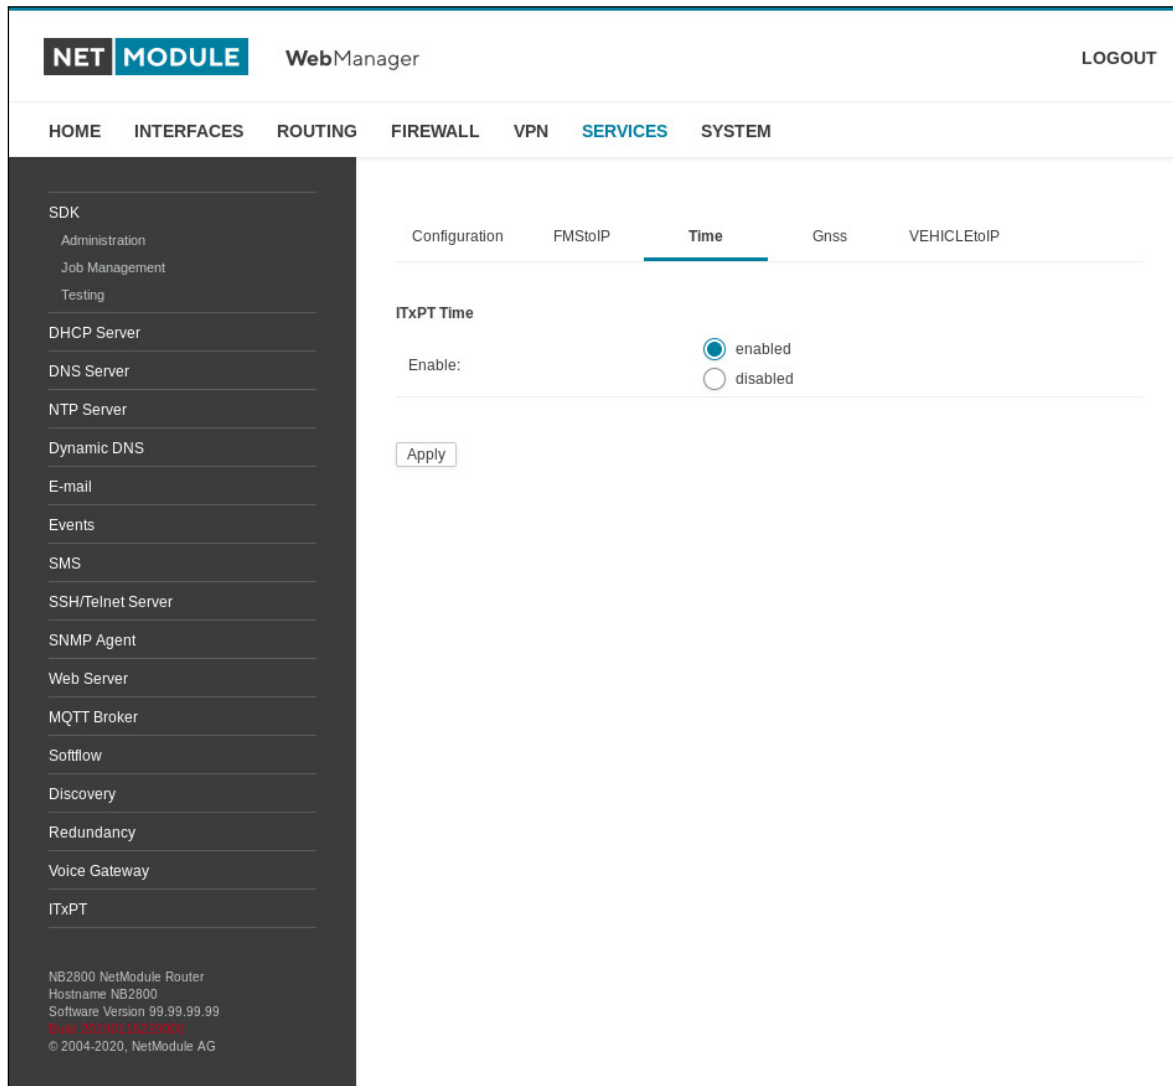 NET MODULE WebManager LOGOUT
HOME INTERFACES ROUTING FIREWALL VPN SERVICES SYSTEM
SDK
Administration
Job Management
Testing
DHCP Server
DNS Server
NTP Server
Dynamic DNS
E-mail
Events
SMS
SSH/Telnet Server
SNMP Agent
Web Server
MQTT Broker
Softflow
Discovery
Redundancy
Voice Gateway
ITxPT
NB2800 NetModule Router
Hostname NB2800
Software Version 99.99.99.99
Build
© 2004-2020, NetModule AG
Configuration FMStoIP Time Gnss VEHICLEtoIP
ITxPT Time
Enable:
enabled
disabled
Apply